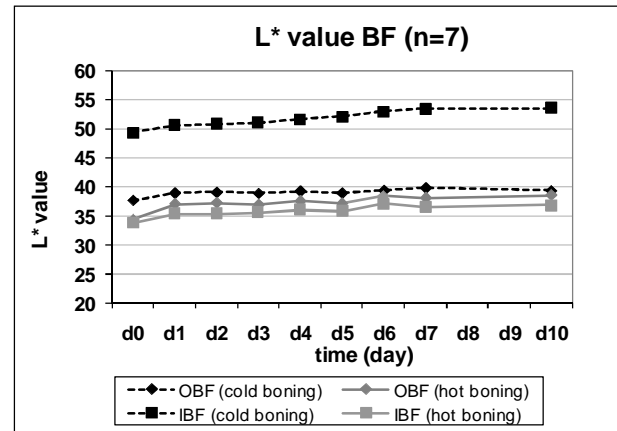 L* value BF (n=7)
60
55
50
45
40
35
30
25
20
L* value
d0 d1 d2 d3 d4 d5 d6 d7 d8 d9 d10
time (day)
OBF (cold boning) OBF (hot boning)
IBF (cold boning) IBF (hot boning)